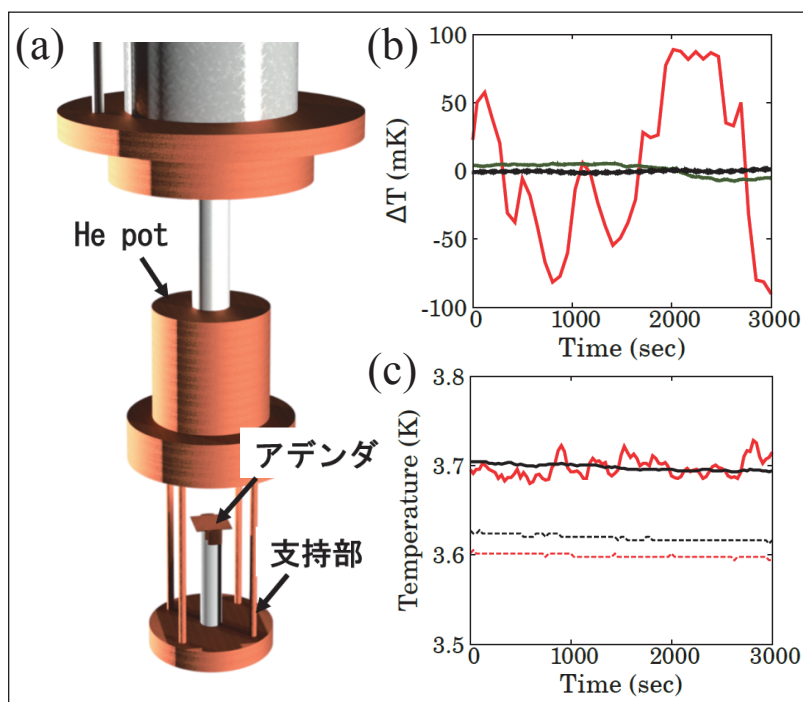 (a)
He pot
アデンダ
支持部
(b)
100
50
0
-50
-100
ΔT (mK)
0
1000
2000
3000
Time (sec)
(c)
3.8
3.7
3.6
3.5
Temperature (K)
0
1000
2000
3000
Time (sec)